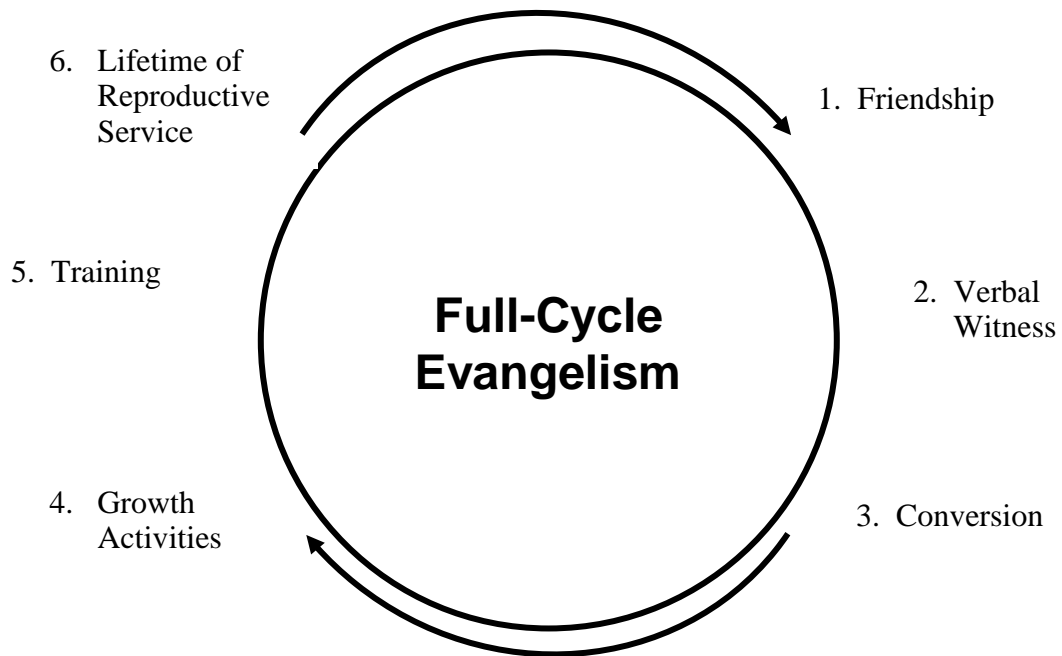 Full-Cycle
Evangelism
1. Friendship
2. Verbal
Witness
3. Conversion
4. Growth
Activities
5. Training
6. Lifetime of
Reproductive
Service